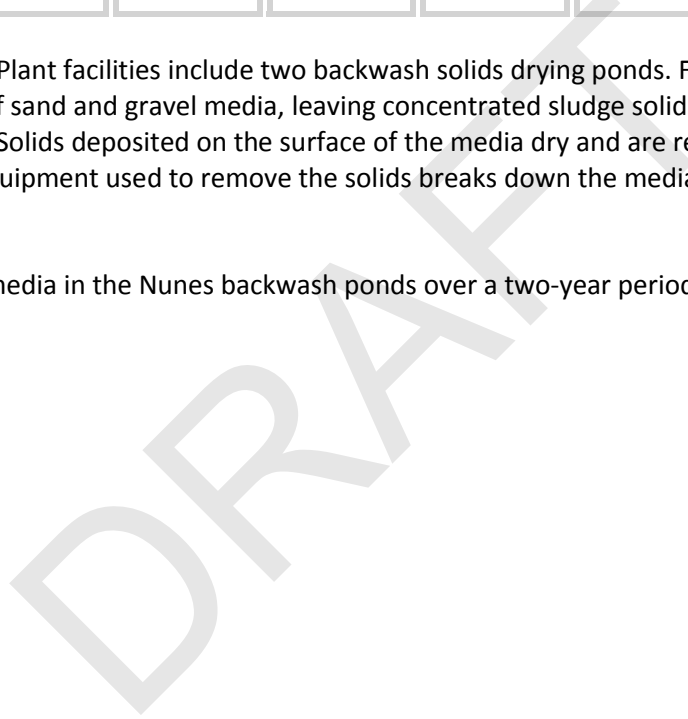 Plant facilities include two backwash solids drying ponds. F
f sand and gravel media, leaving concentrated sludge solid
Solids deposited on the surface of the media dry and are re
uipment used to remove the solids breaks down the media
nedia in the Nunes backwash ponds over a two-year period
DRAFT